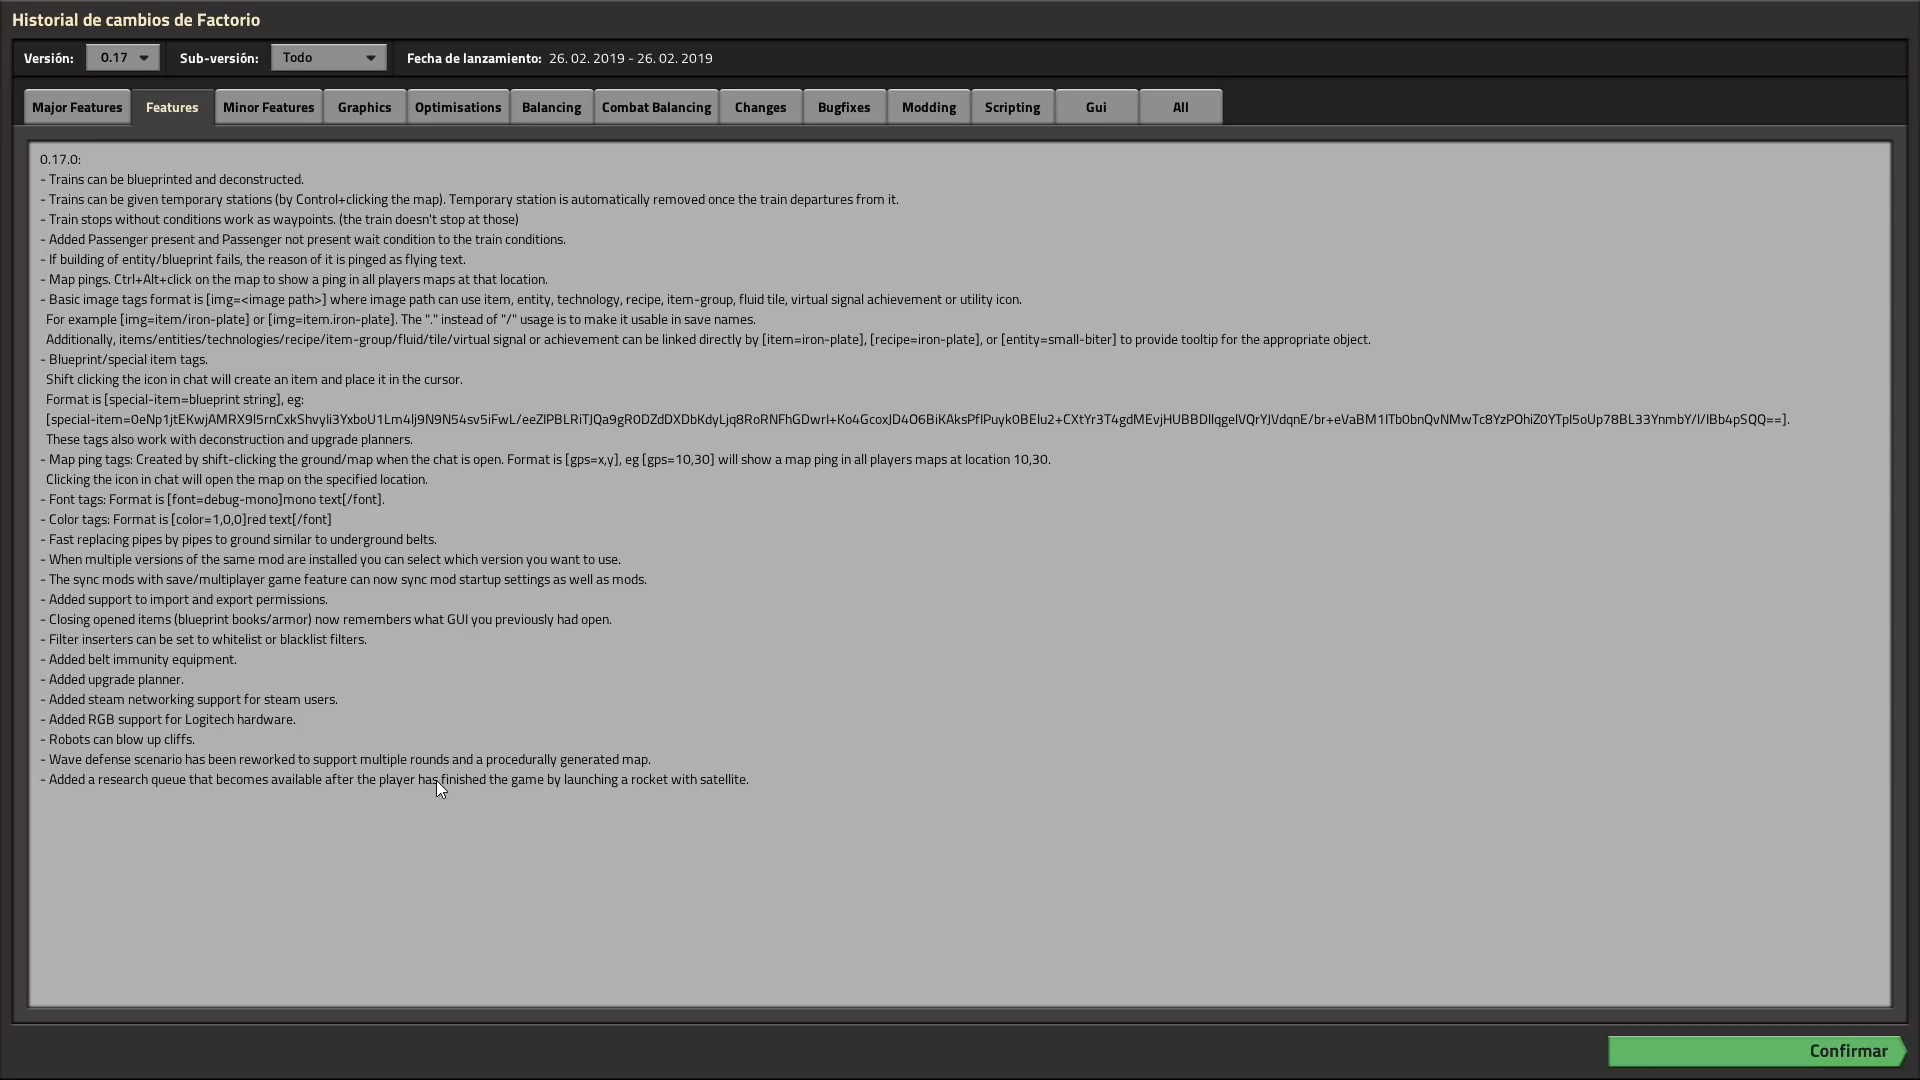 Historial de cambios de Factorio
Versión: 0.17 Sub-versión: Todo Fecha de lanzamiento: 26. 02. 2019 - 26. 02. 2019
Major Features Features Minor Features Graphics Optimisations Balancing Combat Balancing Changes Bugfixes Modding Scripting Gui All
0.17.0:
- Trains can be blueprinted and deconstructed.
- Trains can be given temporary stations (by Control+clicking the map). Temporary station is automatically removed once the train departures from it.
- Train stops without conditions work as waypoints. (the train doesn't stop at those)
- Added Passenger present and Passenger not present wait condition to the train conditions.
- If building of entity/blueprint fails, the reason of it is pinged as flying text.
- Map pings. Ctrl+Alt+click on the map to show a ping in all players maps at that location.
- Basic image tags format is [img=<image path>] where image path can use item, entity, technology, recipe, item-group, fluid tile, virtual signal achievement or utility icon.
For example [img=item/iron-plate] or [img=item.iron-plate]. The "." instead of "/" usage is to make it usable in save names.
Additionally, items/entities/technologies/recipe/item-group/fluid/tile/virtual signal or achievement can be linked directly by [item=iron-plate], [recipe=iron-plate], or [entity=small-biter] to provide tooltip for the appropriate object.
- Blueprint/special item tags.
Shift clicking the icon in chat will create an item and place it in the cursor.
Format is [special-item=blueprint string], eg:
These tags also work with deconstruction and upgrade planners.
- Map ping tags: Created by shift-clicking the ground/map when the chat is open. Format is [gps=x,y], eg [gps=10,30] will show a map ping in all players maps at location 10,30.
Clicking the icon in chat will open the map on the specified location.
- Font tags: Format is [font=debug-mono]mono text[/font].
- Color tags: Format is [color=1,0,0]red text[/font]
- Fast replacing pipes by pipes to ground similar to underground belts.
- When multiple versions of the same mod are installed you can select which version you want to use.
- The sync mods with save/multiplayer game feature can now sync mod startup settings as well as mods.
- Added support to import and export permissions.
- Closing opened items (blueprint books/armor) now remembers what GUI you previously had open.
- Filter inserters can be set to whitelist or blacklist filters.
- Added belt immunity equipment.
- Added upgrade planner.
- Added steam networking support for steam users.
- Added RGB support for Logitech hardware.
- Robots can blow up cliffs.
- Wave defense scenario has been reworked to support multiple rounds and a procedurally generated map.
- Added a research queue that becomes available after the player has finished the game by launching a rocket with satellite.
Confirmar